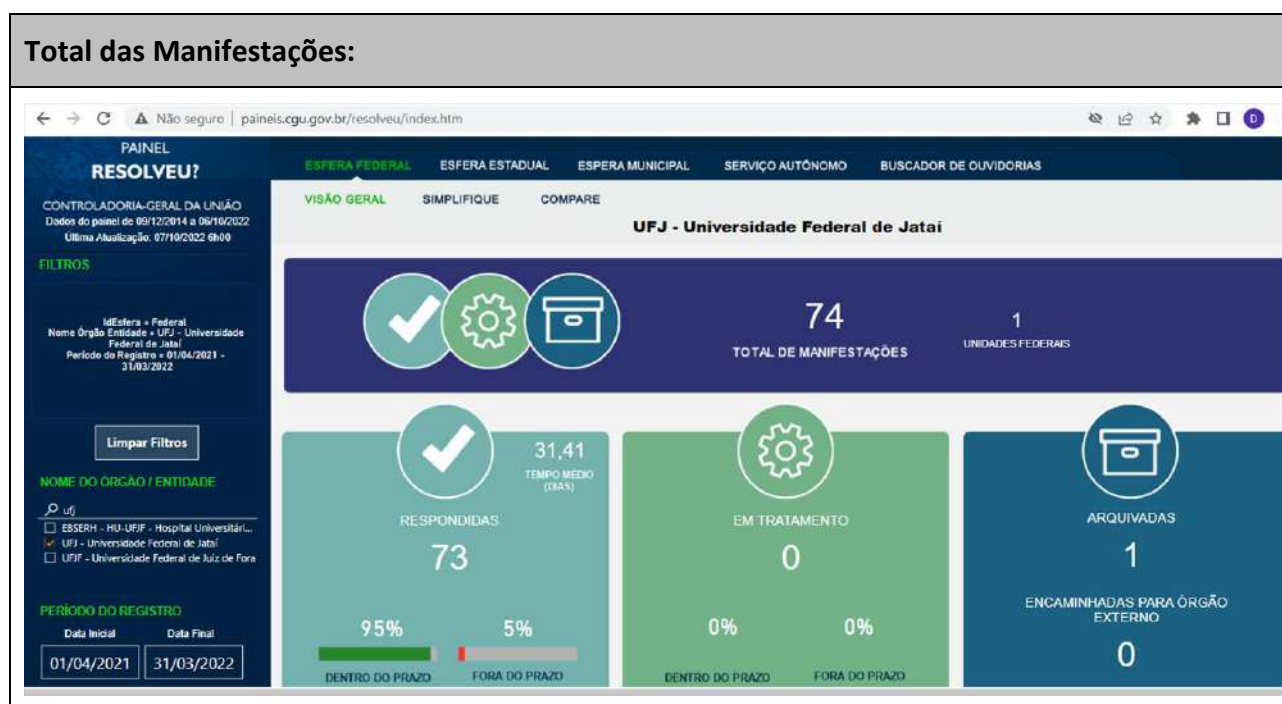 Total das Manifestações:
Não seguro | paineis.cgu.gov.br/resolveu/index.htm
D
PAINEL
RESOLVEU?
CONTROLADORIA-GERAL DA UNIÃO
Dados do painel de 09/12/2014 a 06/10/2022
Última Atualização: 07/10/2022 6h00
FILTROS
IdEsfera = Federal
Nome Órgão Entidade = UFJ - Universidade
Federal de Jataí
Período do Registro = 01/04/2021 -
31/03/2022
Limpar Filtros
NOME DO ÓRGÃO / ENTIDADE
ufj
EBSERH - HU-UFJF - Hospital Universitári...
UFJ - Universidade Federal de Jataí
UFJF - Universidade Federal de Juiz de Fora
PERÍODO DO REGISTRO
Data Inicial Data Final
01/04/2021 31/03/2022
ESFERA FEDERAL ESFERA ESTADUAL ESPERA MUNICIPAL SERVIÇO AUTÔNOMO BUSCADOR DE OUVIDORIAS
VISÃO GERAL SIMPLIFIQUE COMPARE
UFJ - Universidade Federal de Jataí
74
TOTAL DE MANIFESTAÇÕES
1
UNIDADES FEDERAIS
31,41
TEMPO MÉDIO
(DIAS)
RESPONDIDAS
73
95% 5%
DENTRO DO PRAZO FORA DO PRAZO
EM TRATAMENTO
0
0% 0%
DENTRO DO PRAZO FORA DO PRAZO
ARQUIVADAS
1
ENCAMINHADAS PARA ÓRGÃO
EXTERNO
0